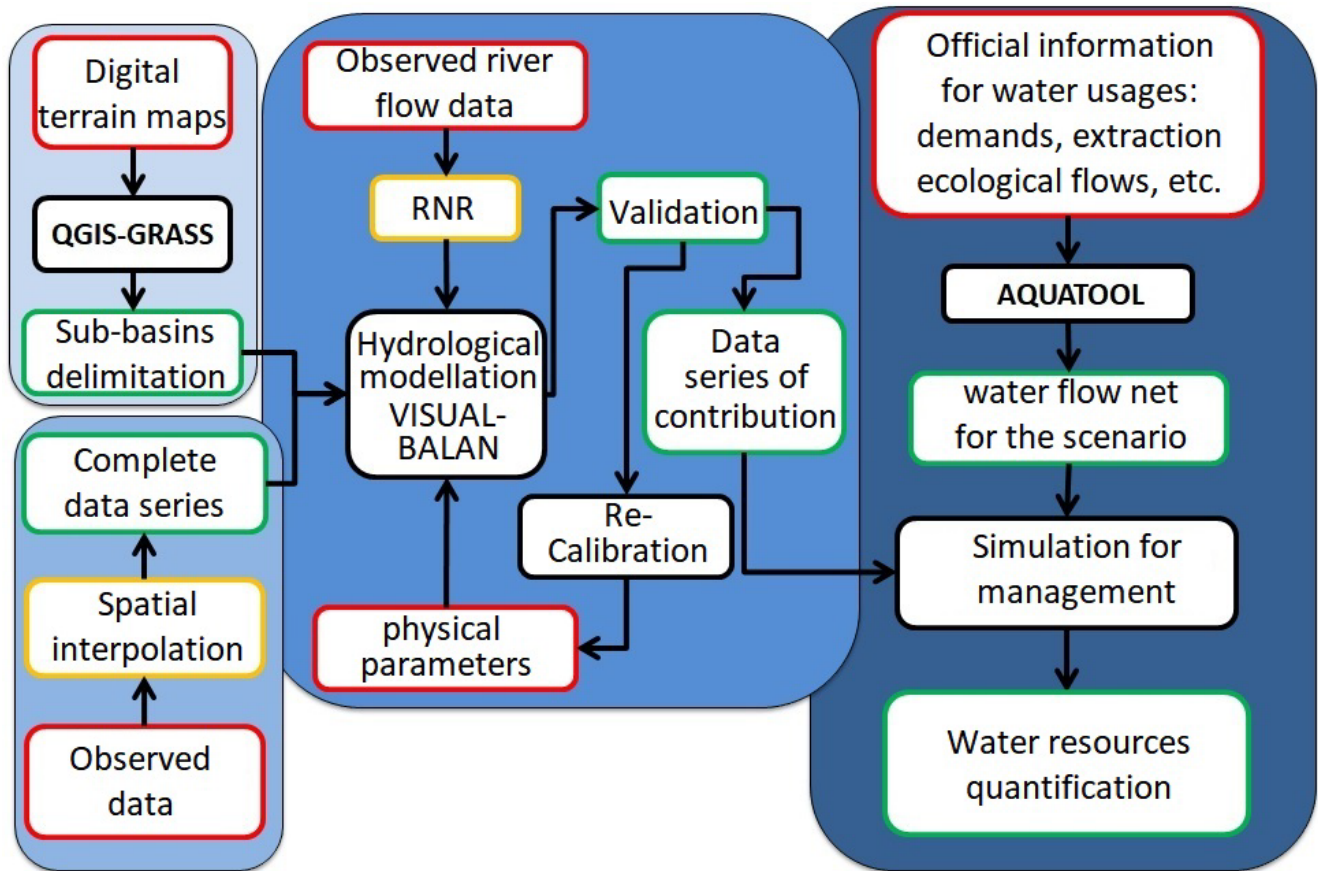 Digital
terrain maps
QGIS-GRASS
Sub-basins
delimitation
Complete
data series
Spatial
interpolation
Observed
data
Observed river
flow data
RNR
Hydrological
modellation
VISUAL-
BALAN
physical
parameters
Validation
Re-
Calibration
Data
series of
contribution
Official information
for water usages:
demands, extraction
ecological flows, etc.
AQUATOOL
water flow net
for the scenario
Simulation for
management
Water resources
quantification